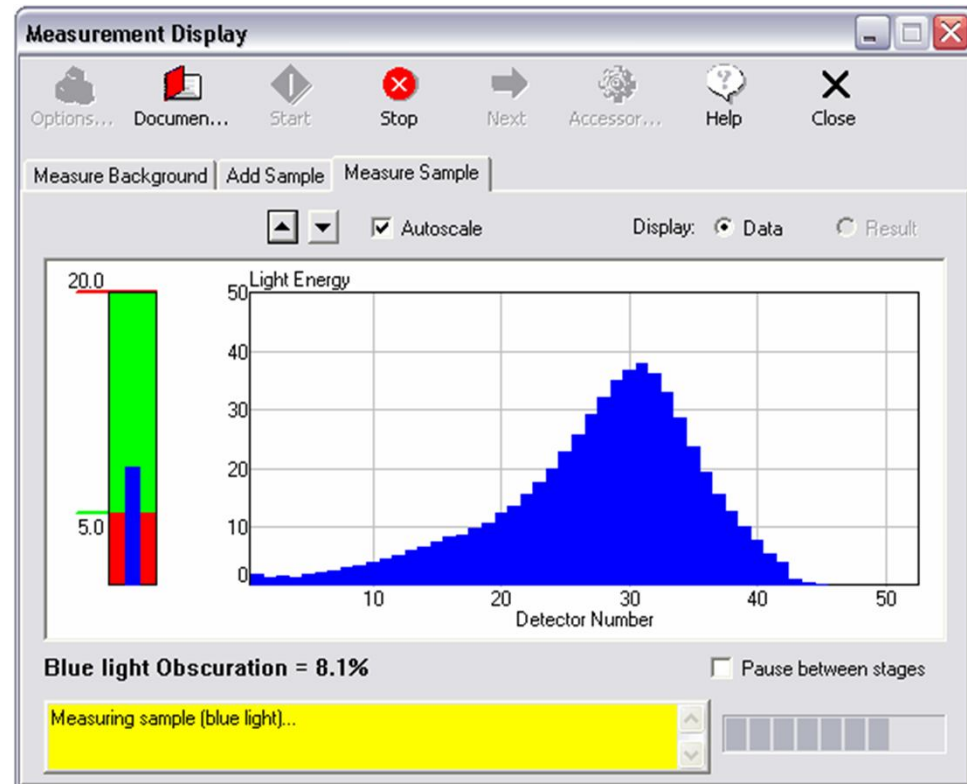 Measurement Display
Options... Documen... Start Stop Next Accessor... Help Close
Measure Background Add Sample Measure Sample
Autoscale Display: Data Result
20.0
5.0
Light Energy
50
40
30
20
10
0
10 20 30 40 50
Detector Number
Blue light Obscuration = 8.1%
Pause between stages
Measuring sample (blue light)...